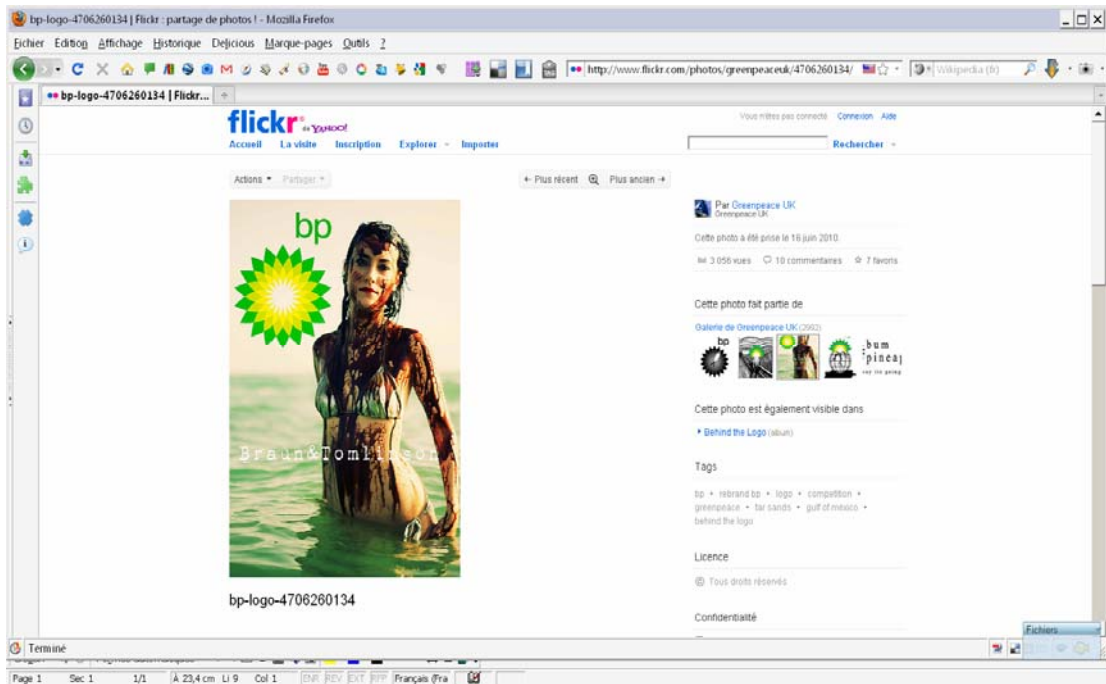 bp-logo-4706260134 | Flickr : partage de photos ! - Mozilla Firefox
Fichier Édition Affichage Historique Delicious Marque-pages Outils ?
http://www.flickr.com/photos/greenpeaceuk/4706260134/
Wikipedia (fr)
bp-logo-4706260134 | Flickr...
flickr de YAHOO!
Vous n'êtes pas connecté Connexion Aide
Accueil La visite Inscription Explorer Importer
Rechercher
Actions Partager
← Plus récent Plus ancien →
bp
Braun&Tomlinson
bp-logo-4706260134
Par Greenpeace UK
Greenpeace UK
Cette photo a été prise le 16 juin 2010.
3 056 vues 10 commentaires 7 favoris
Cette photo fait partie de
Galerie de Greenpeace UK (2992)
bp
bum
pineap
Cette photo est également visible dans
Behind the Logo (album)
Tags
bp • rebrand bp • logo • competition •
greenpeace • tar sands • gulf of mexico •
behind the logo
Licence
© Tous droits réservés
Confidentialité
Fichiers
Terminé
Page 1 Sec 1 1/1 À 23,4 cm Li 9 Col 1 ENR REV EXT RFP Français (Fra